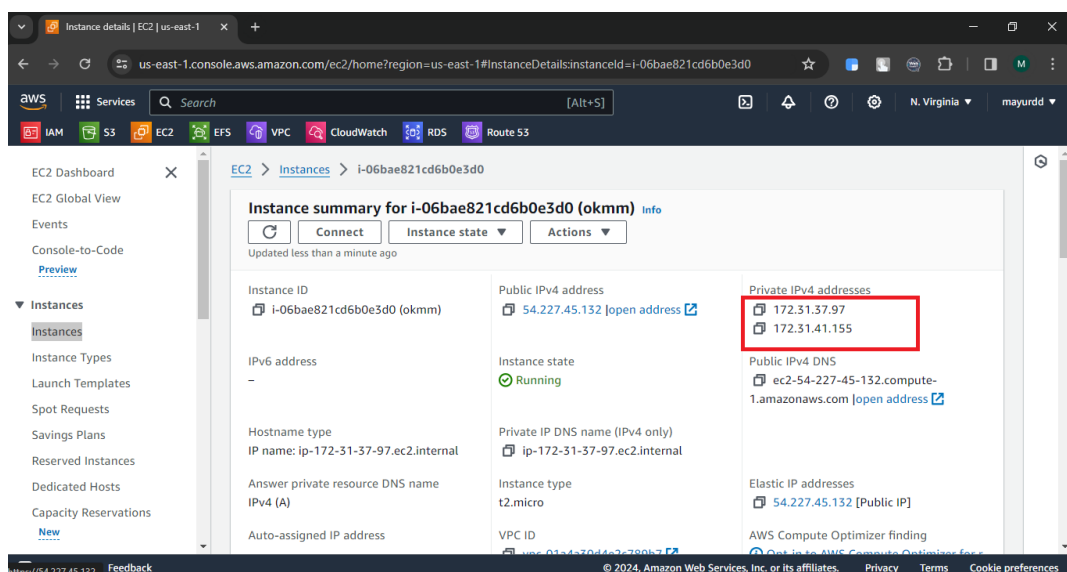 Instance details | EC2 | us-east-1
us-east-1.console.aws.amazon.com/ec2/home?region=us-east-1#InstanceDetails:instanceId=i-06bae821cd6b0e3d0
M
aws Services Search [Alt+S] N. Virginia ▼ mayurdd ▼
IAM S3 EC2 EFS VPC CloudWatch RDS Route 53
EC2 Dashboard
EC2 Global View
Events
Console-to-Code
Preview
▼ Instances
Instances
Instance Types
Launch Templates
Spot Requests
Savings Plans
Reserved Instances
Dedicated Hosts
Capacity Reservations
New
EC2 > Instances > i-06bae821cd6b0e3d0
Instance summary for i-06bae821cd6b0e3d0 (okmm) Info
Connect Instance state ▼ Actions ▼
Updated less than a minute ago
Instance ID
i-06bae821cd6b0e3d0 (okmm)
Public IPv4 address
54.227.45.132 |open address
Private IPv4 addresses
172.31.37.97
172.31.41.155
IPv6 address
–
Instance state
Running
Public IPv4 DNS
ec2-54-227-45-132.compute-
1.amazonaws.com |open address
Hostname type
IP name: ip-172-31-37-97.ec2.internal
Private IP DNS name (IPv4 only)
ip-172-31-37-97.ec2.internal
Answer private resource DNS name
IPv4 (A)
Instance type
t2.micro
Elastic IP addresses
54.227.45.132 [Public IP]
Auto-assigned IP address
VPC ID
AWS Compute Optimizer finding
Opt-in to AWS Compute Optimizer for r
Feedback
© 2024, Amazon Web Services, Inc. or its affiliates. Privacy Terms Cookie preferences